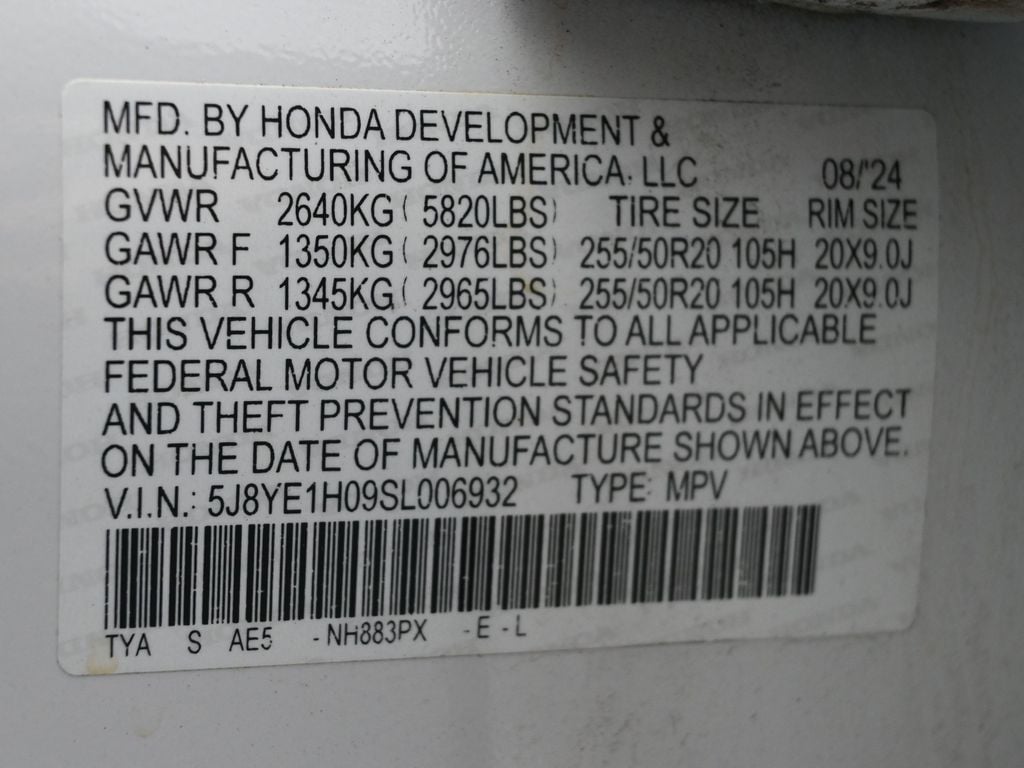 MFD. BY HONDA DEVELOPMENT &
MANUFACTURING OF AMERICA, LLC 08/'24
GVWR 2640KG ( 5820LBS) TIRE SIZE RIM SIZE
GAWR F 1350KG ( 2976LBS) 255/50R20 105H 20X9.0J
GAWR R 1345KG ( 2965LBS) 255/50R20 105H 20X9.0J
THIS VEHICLE CONFORMS TO ALL APPLICABLE
FEDERAL MOTOR VEHICLE SAFETY
AND THEFT PREVENTION STANDARDS IN EFFECT
ON THE DATE OF MANUFACTURE SHOWN ABOVE.
V.I.N.: 5J8YE1H09SL006932 TYPE: MPV
TYA S AE5 -NH883PX -E-L